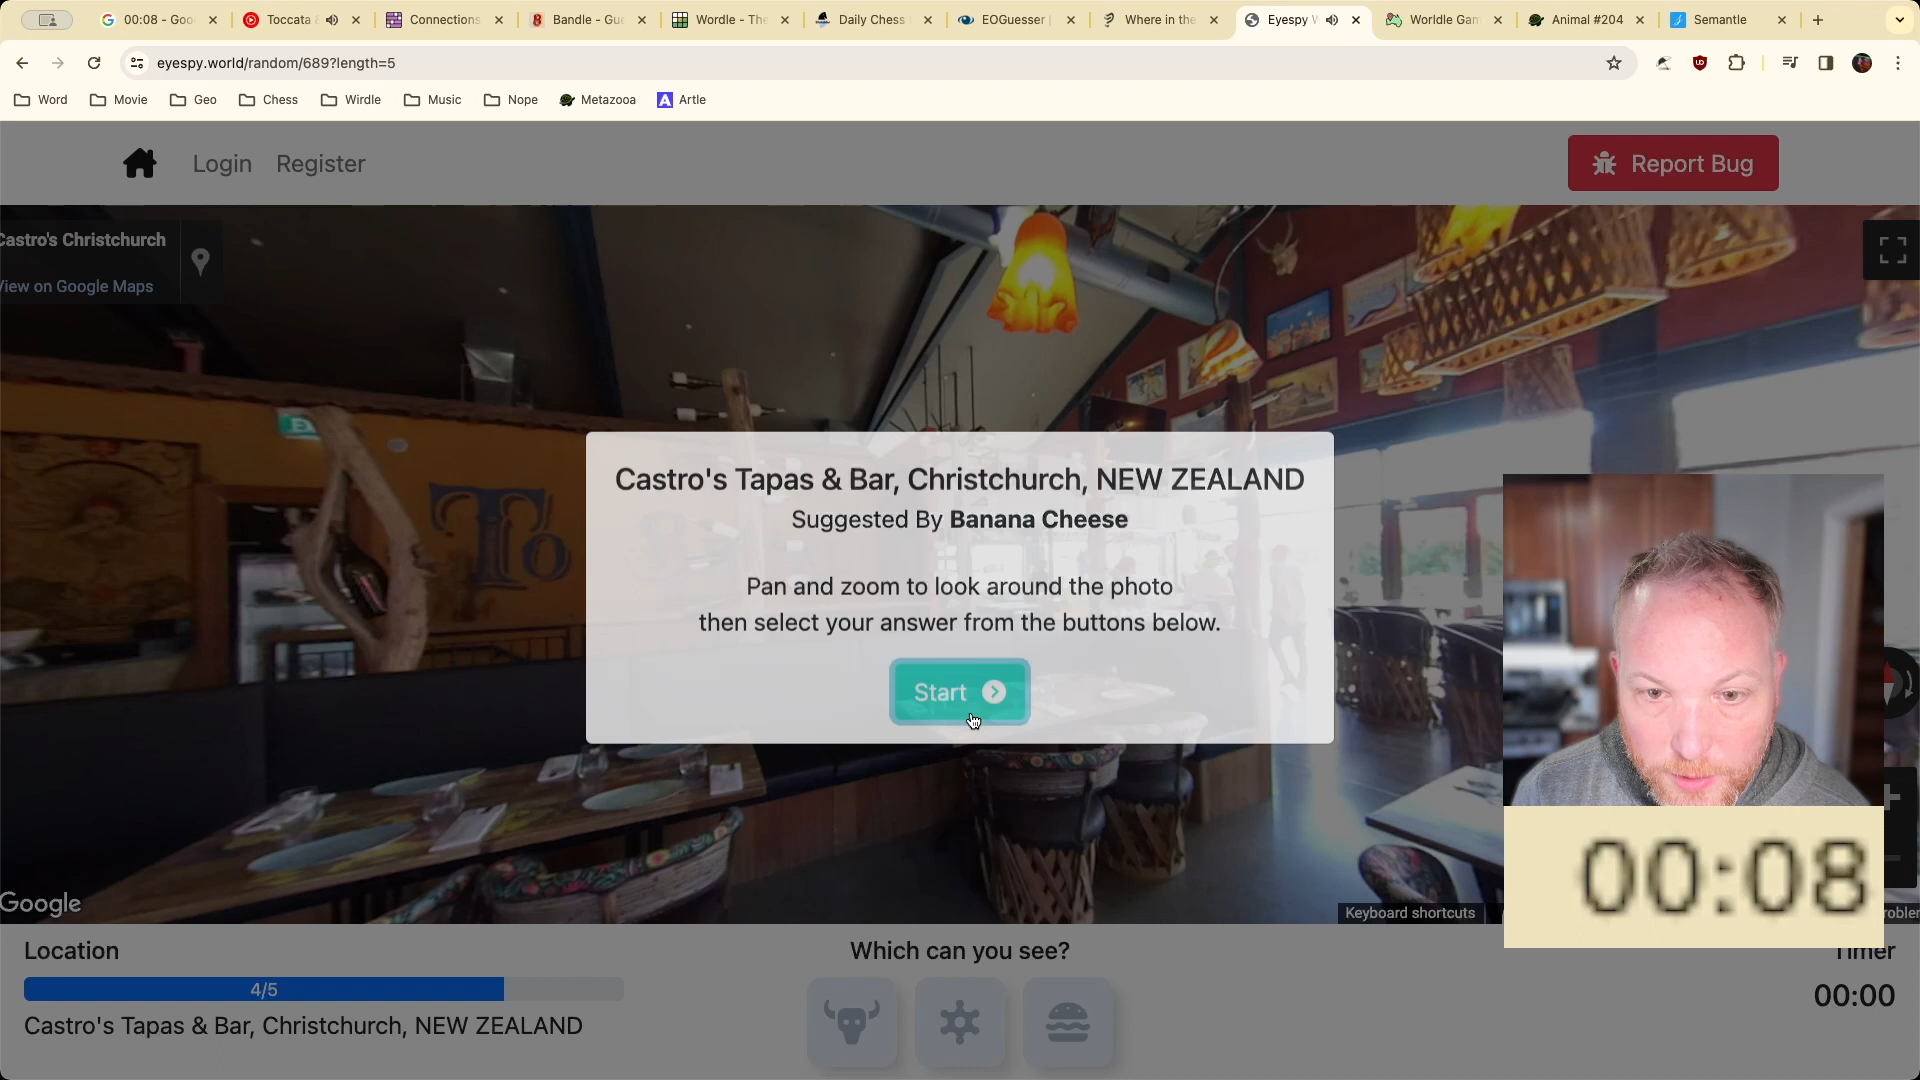 00:08 - Goo
Toccata
Connections
Bandle - Gu
Wordle - The
Daily Chess
EOGuesser
Where in the
Eyespy
Worldle Gam
Animal #204
Semantle
eyespy.world/random/689?length=5
Word
Movie
Geo
Chess
Wirdle
Music
Nope
Metazooa
A Artle
Login
Register
Report Bug
Castro's Christchurch
View on Google Maps
To
Castro's Tapas & Bar, Christchurch, NEW ZEALAND
Suggested By Banana Cheese
Pan and zoom to look around the photo
then select your answer from the buttons below.
Start
Google
Keyboard shortcuts
00:08
Location
Which can you see?
Timer
4/5
00:00
Castro's Tapas & Bar, Christchurch, NEW ZEALAND